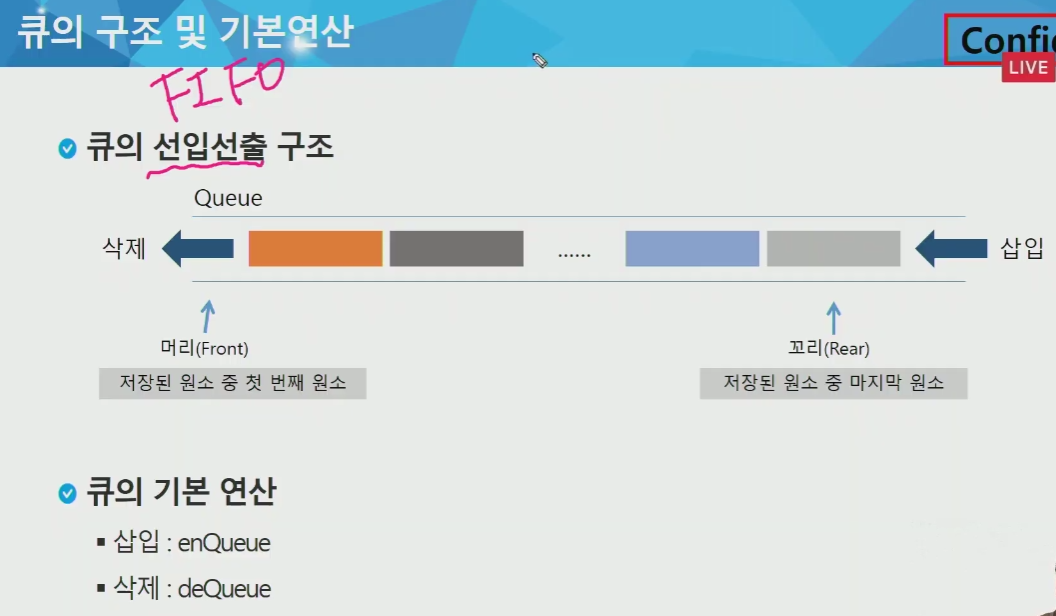 큐의 구조 및 기본연산
LIVE
FIFO
큐의 선입선출 구조
Queue
삭제
......
삽입
머리(Front)
꼬리(Rear)
저장된 원소 중 첫 번째 원소
저장된 원소 중 마지막 원소
큐의 기본 연산
▪ 삽입 : enQueue
▪ 삭제 : deQueue